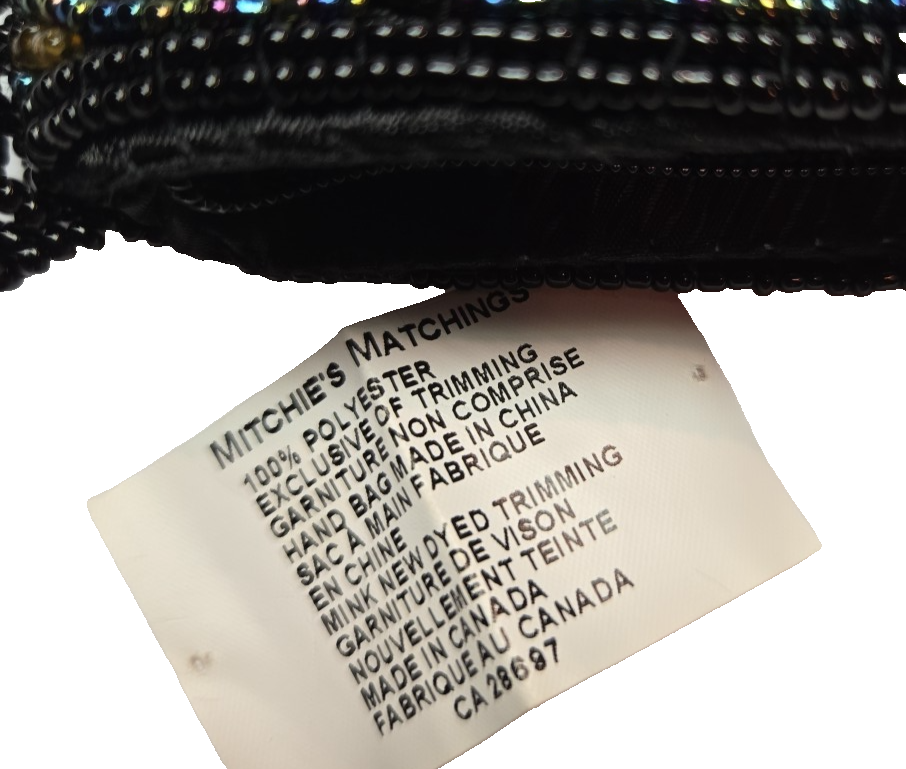 MITCHIE'S MATCHINGS
100% POLYESTER
EXCLUSIVE OF TRIMMING
GARNITURE NON COMPRISE
HAND BAG MADE IN CHINA
SAC A MAIN FABRIQUE
EN CHINE
MINK NEW DYED TRIMMING
GARNITURE DE VISON
NOUVELLEMENT TEINTE
MADE IN CANADA
FABRIQUE AU CANADA
CA 28697